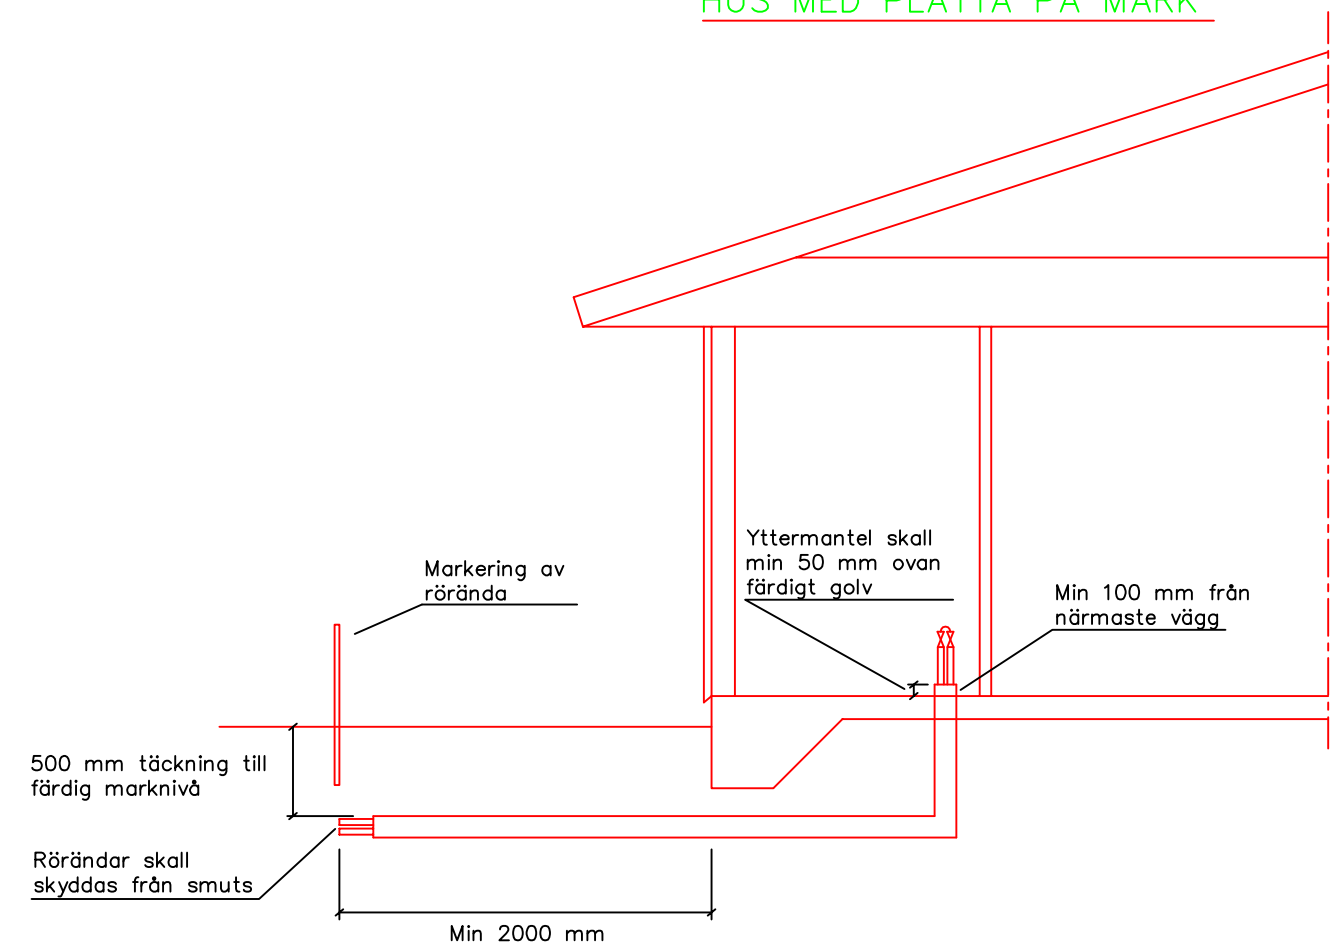 HUS MED PLATTA PÅ MARK
Yttermantel skall
min 50 mm ovan
färdigt golv
Markering av
rörända
Min 100 mm från
närmaste vägg
500 mm täckning till
färdig marknivå
Rörändar skall
skyddas från smuts
Min 2000 mm